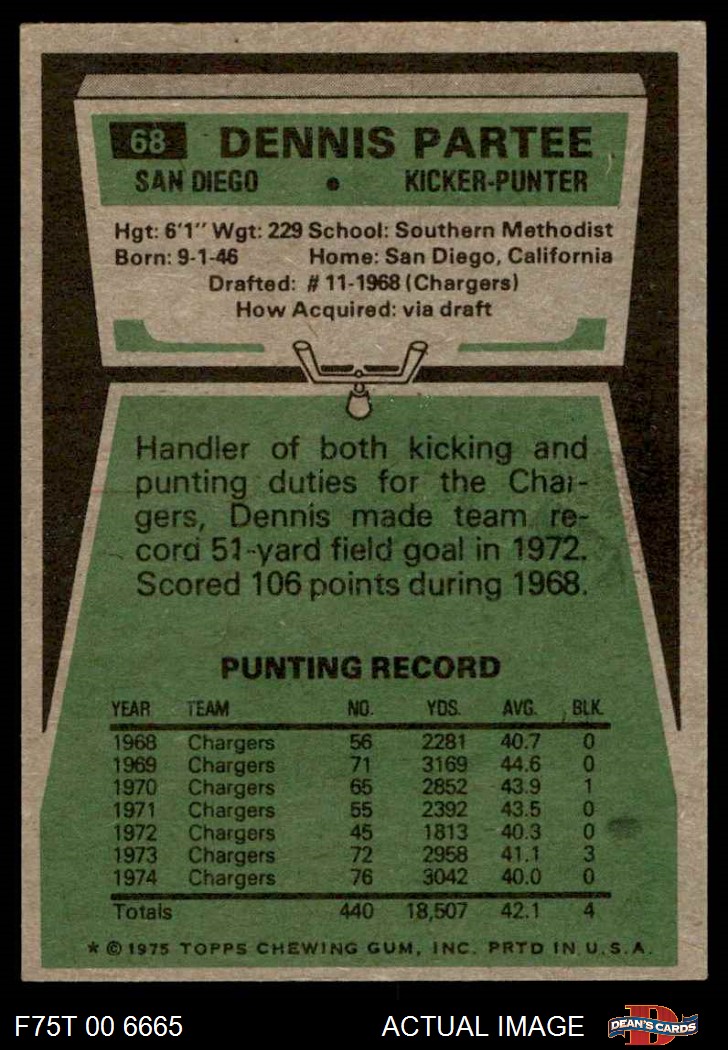 68 DENNIS PARTEE
SAN DIEGO • KICKER-PUNTER
Hgt: 6'1" Wgt: 229 School: Southern Methodist
Born: 9-1-46 Home: San Diego, California
Drafted: # 11-1968 (Chargers)
How Acquired: via draft
Handler of both kicking and
punting duties for the Char-
gers, Dennis made team re-
cord 51-yard field goal in 1972.
Scored 106 points during 1968.
PUNTING RECORD
YEAR TEAM NO. YDS. AVG. BLK.
1968 Chargers 56 2281 40.7 0
1969 Chargers 71 3169 44.6 0
1970 Chargers 65 2852 43.9 1
1971 Chargers 55 2392 43.5 0
1972 Chargers 45 1813 40.3 0
1973 Chargers 72 2958 41.1 3
1974 Chargers 76 3042 40.0 0
Totals 440 18,507 42.1 4
* © 1975 TOPPS CHEWING GUM, INC. PRTD IN U.S.A.
F75T 00 6665 ACTUAL IMAGE D DEAN'S CARDS